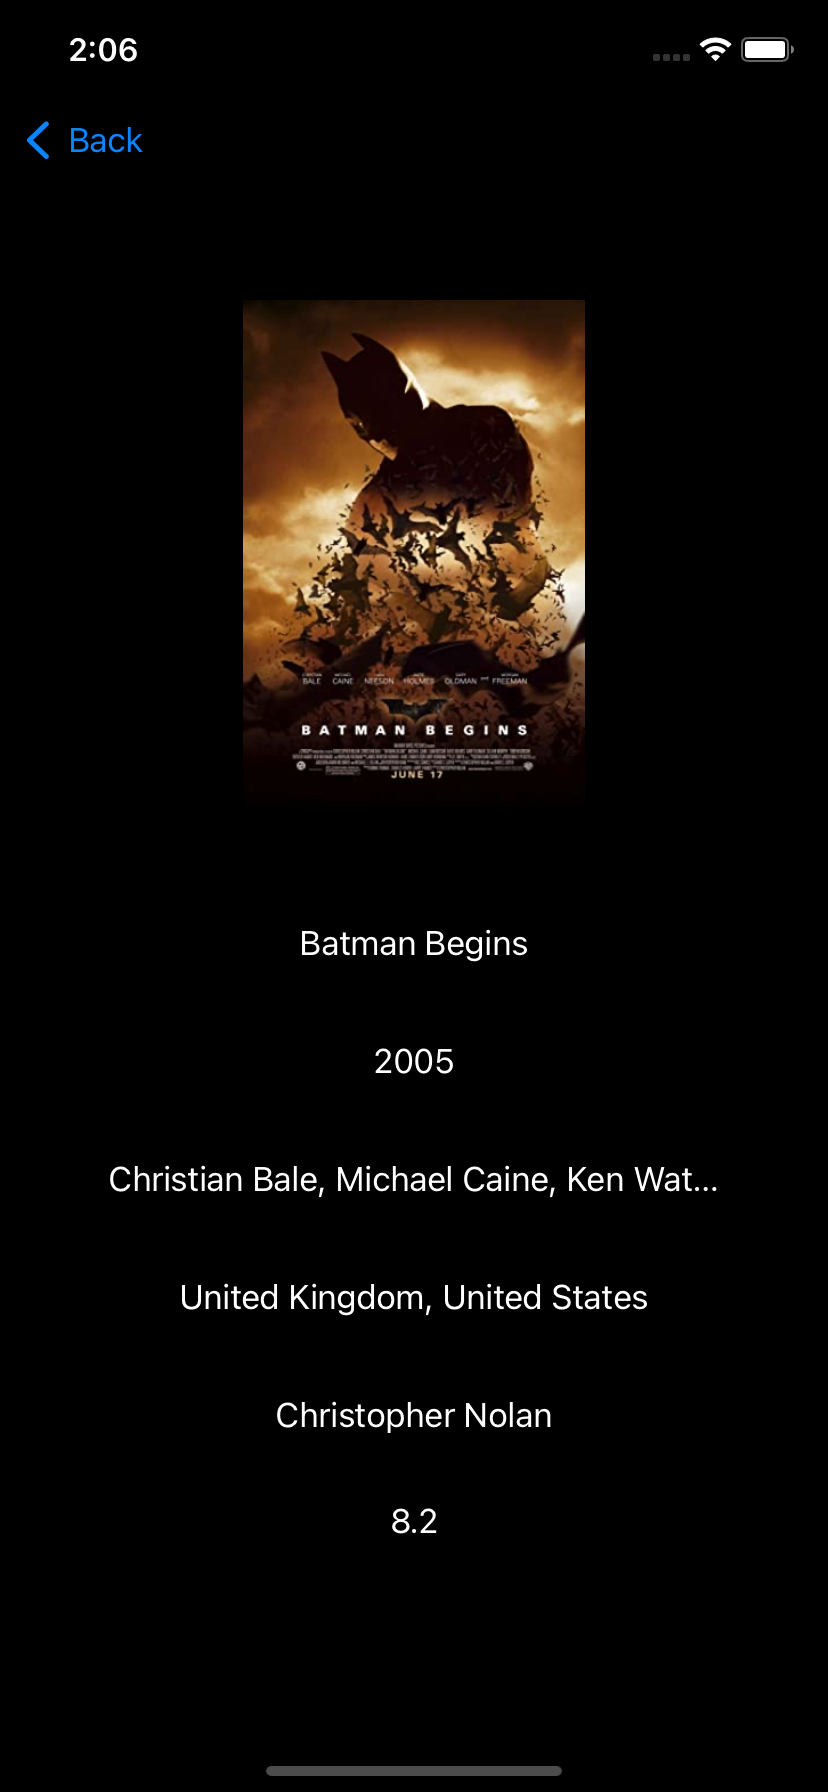 2:06
Back
BALE CAINE NEESON HOLMES OLDMAN and FREEMAN
BATMAN BEGINS
JUNE 17
Batman Begins
2005
Christian Bale, Michael Caine, Ken Wat...
United Kingdom, United States
Christopher Nolan
8.2